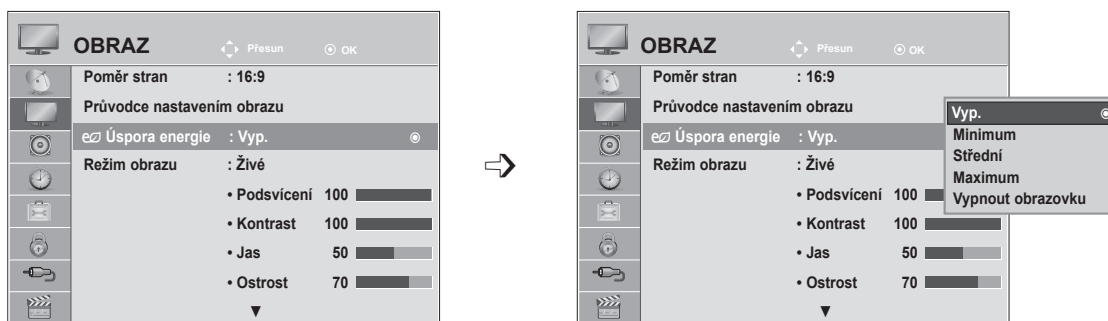 OBRAZ Přesun OK
Poměr stran : 16:9
Průvodce nastavením obrazu
Úspora energie : Vyp.
Režim obrazu : Živé
• Podsvícení 100
• Kontrast 100
• Jas 50
• Ostrost 70
▼
OBRAZ Přesun OK
Poměr stran : 16:9
Průvodce nastavením obrazu
Úspora energie : Vyp.
Režim obrazu : Živé
• Podsvícení 100
• Kontrast 100
• Jas 50
• Ostrost 70
▼
Vyp.
Minimum
Střední
Maximum
Vypnout obrazovku